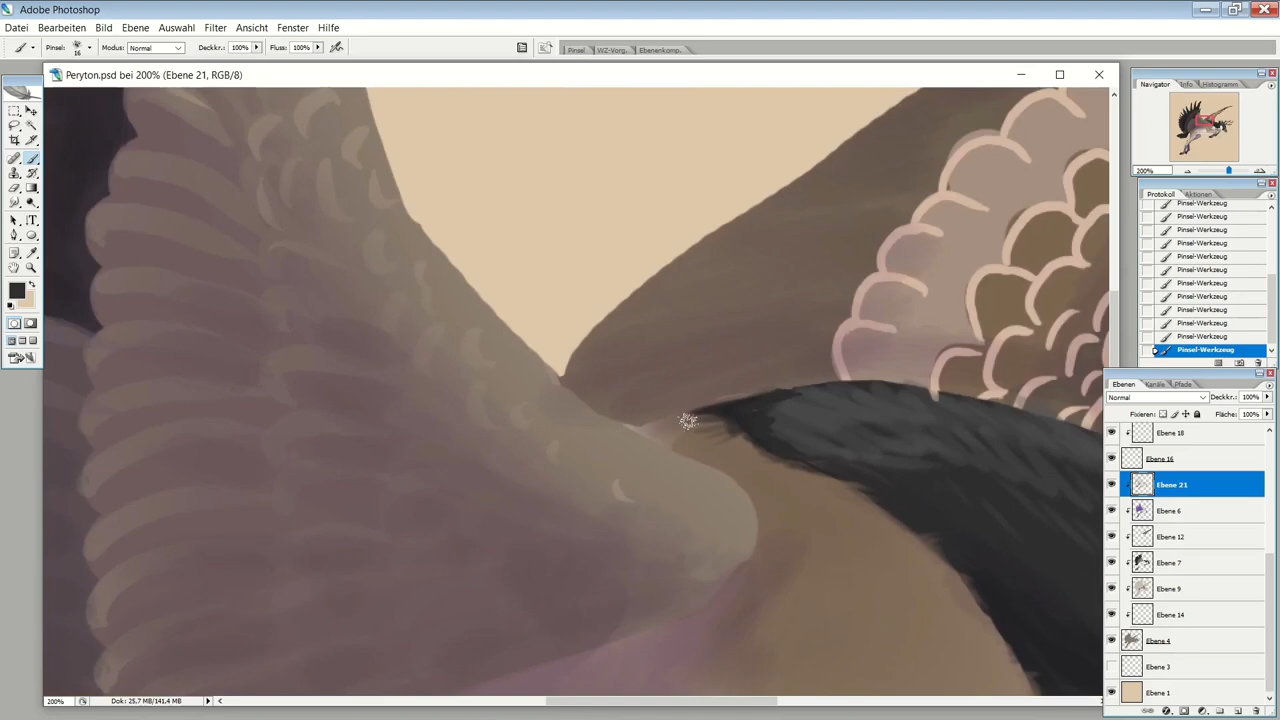 Adobe Photoshop
Datei Bearbeiten Bild Ebene Auswahl Filter Ansicht Fenster Hilfe
Pinsel: 16 Modus: Normal Deckkr.: 100% Fluss: 100% Pinsel WZ-Vorg. Ebenenkomp.
Peryton.psd bei 200% (Ebene 21, RGB/8)
Navigator Info Histogramm
200%
Protokoll Aktionen
Pinsel-Werkzeug
Pinsel-Werkzeug
Pinsel-Werkzeug
Pinsel-Werkzeug
Pinsel-Werkzeug
Pinsel-Werkzeug
Pinsel-Werkzeug
Pinsel-Werkzeug
Pinsel-Werkzeug
Pinsel-Werkzeug
Pinsel-Werkzeug
Pinsel-Werkzeug
Ebenen Kanäle Pfade
Normal Deckkr.: 100%
Fixieren: Fläche: 100%
Ebene 18
Ebene 16
Ebene 21
Ebene 6
Ebene 12
Ebene 7
Ebene 9
Ebene 14
Ebene 4
Ebene 3
Ebene 1
200% Dok: 25,7 MB/141,4 MB